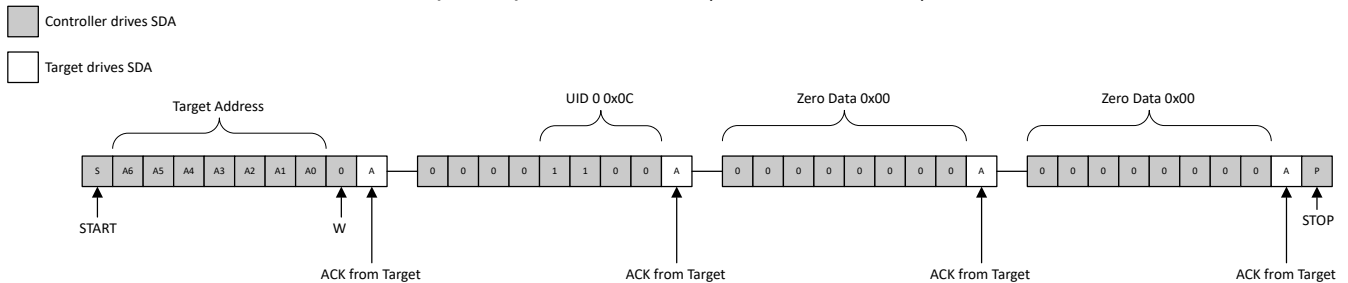 Controller drives SDA
Target drives SDA
Target Address
UID 0 0x0C
Zero Data 0x00
Zero Data 0x00
S A6 A5 A4 A3 A2 A1 A0 0 A 0 0 0 0 1 1 0 0 A 0 0 0 0 0 0 0 0 A 0 0 0 0 0 0 0 0 A P
START
W
STOP
ACK from Target
ACK from Target
ACK from Target
ACK from Target